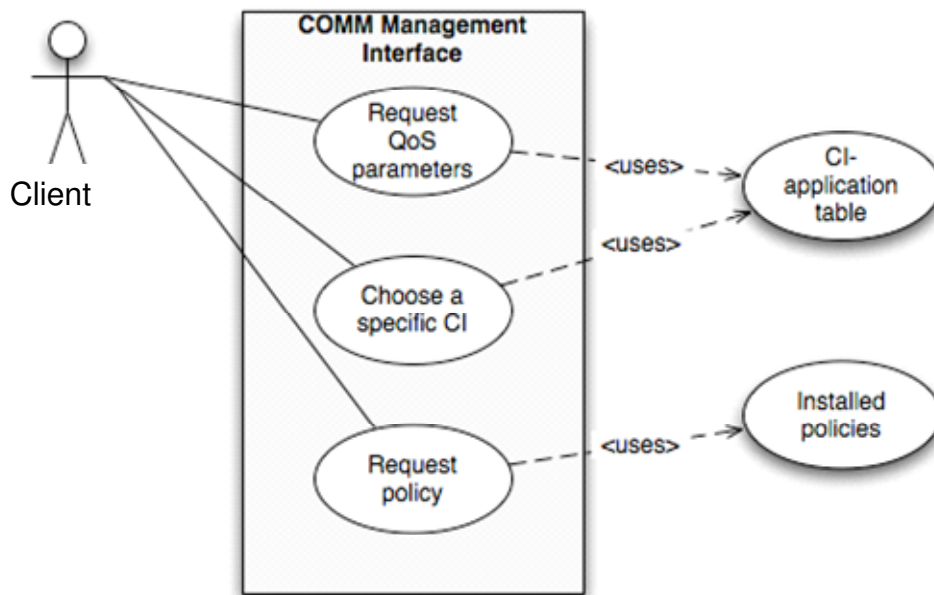 COMM Management
Interface
Request
QoS
parameters
<uses>
CI-
application
table
Client
<uses>
Choose a
specific CI
Installed
policies
<uses>
Request
policy